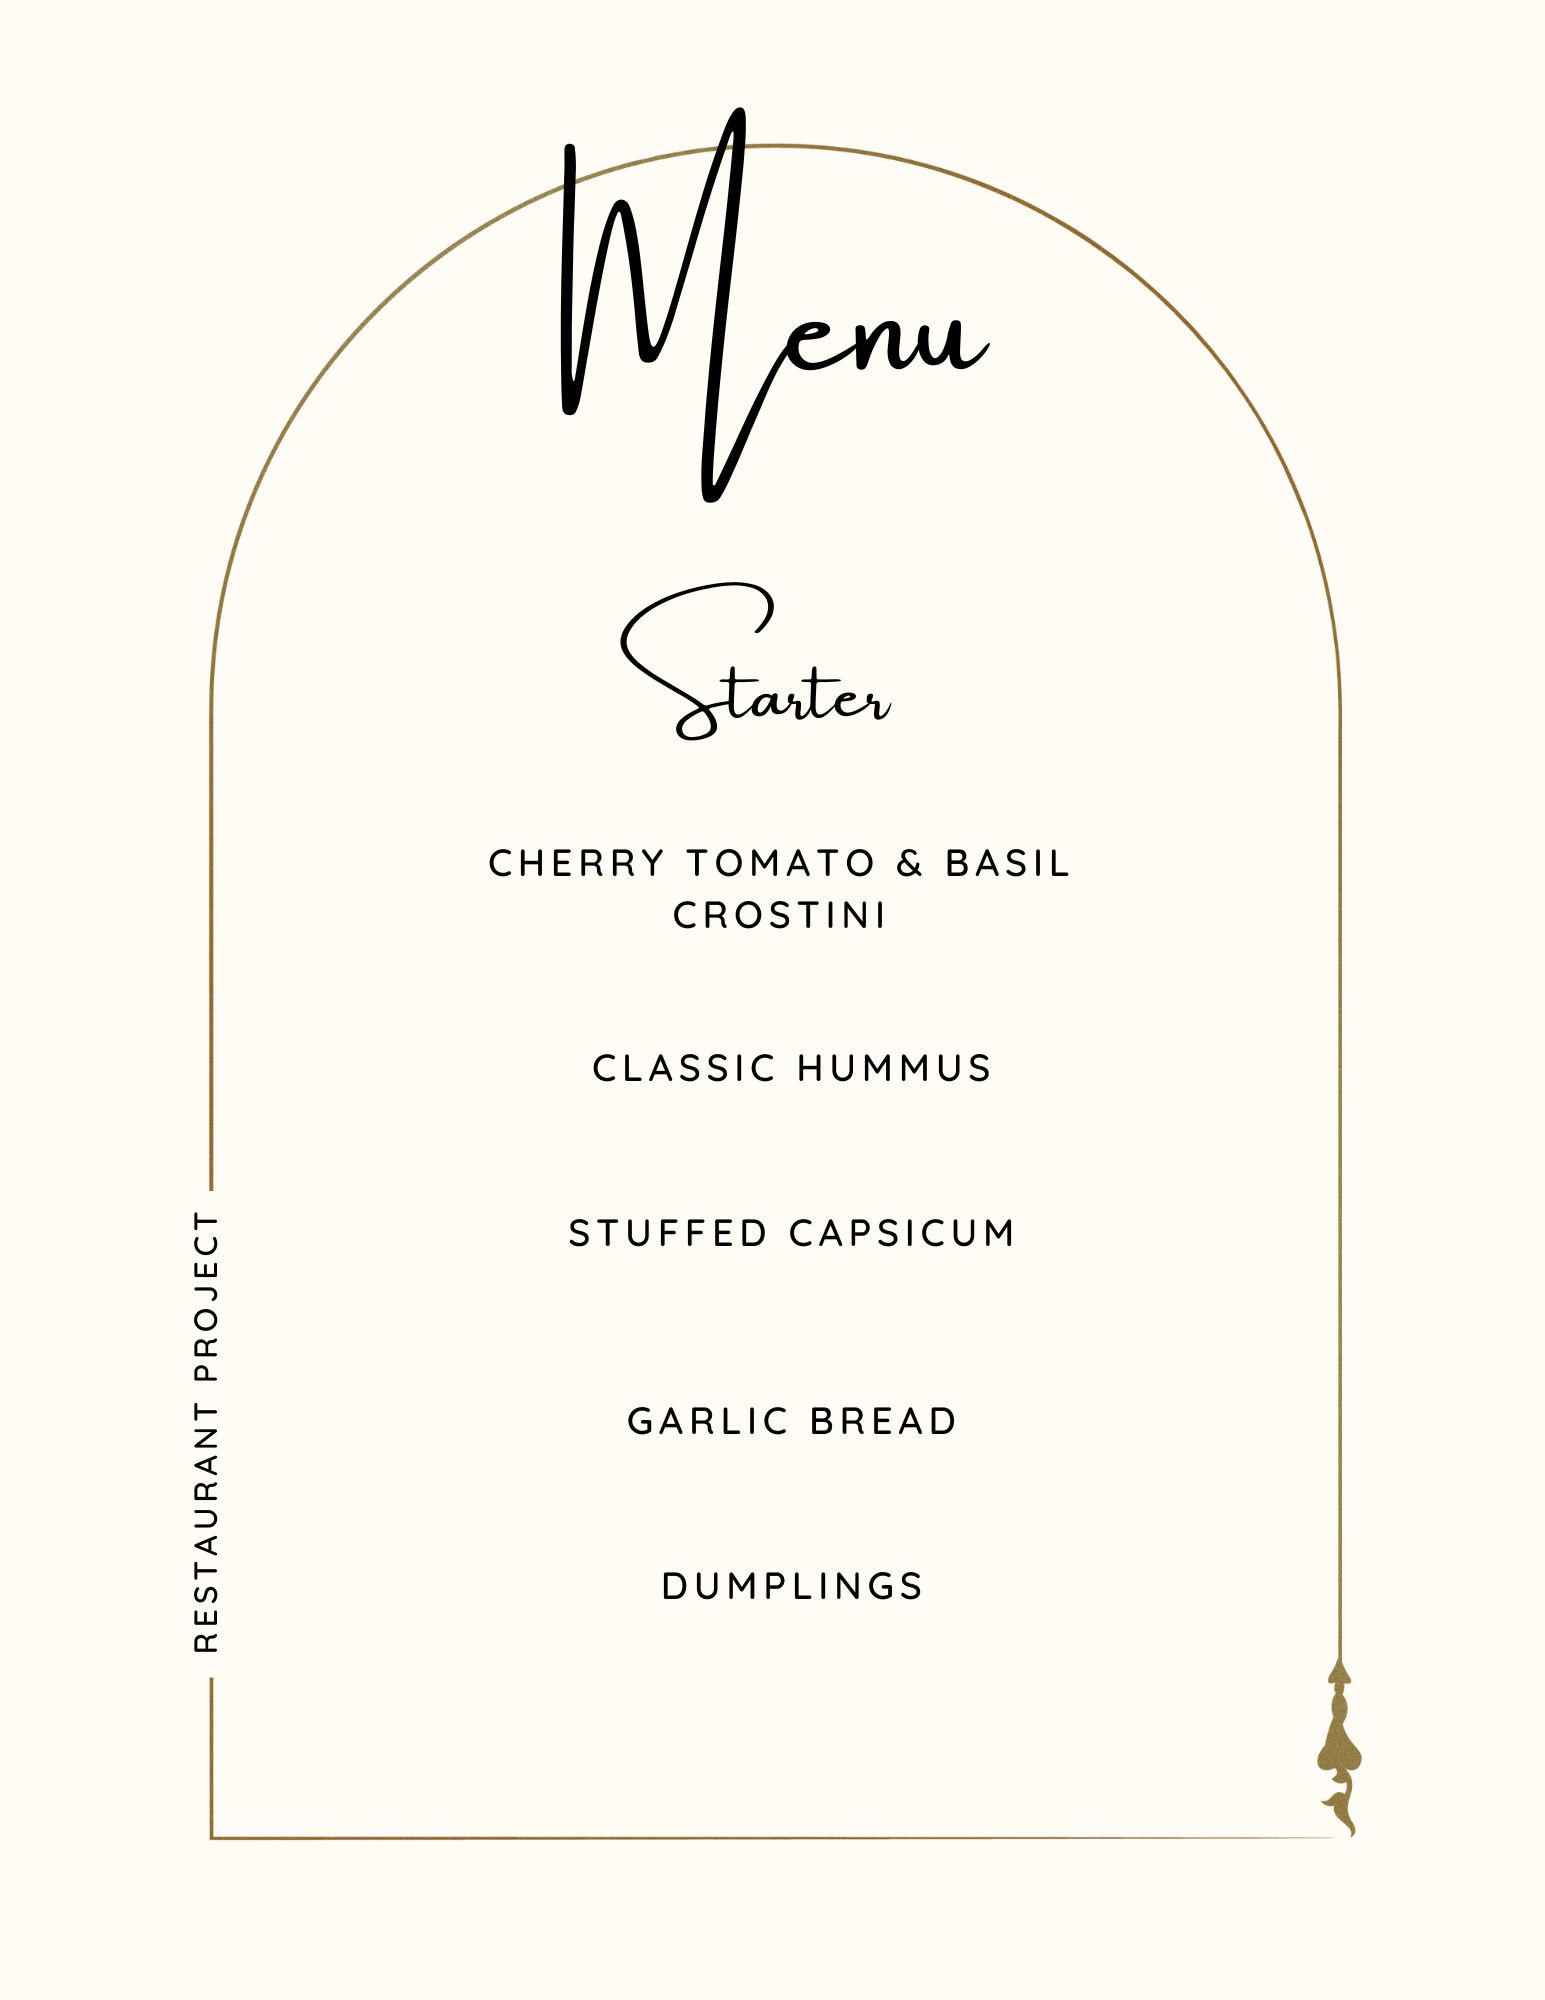 Menu
Starter
CHERRY TOMATO & BASIL
CROSTINI
CLASSIC HUMMUS
STUFFED CAPSICUM
GARLIC BREAD
DUMPLINGS
RESTAURANT PROJECT